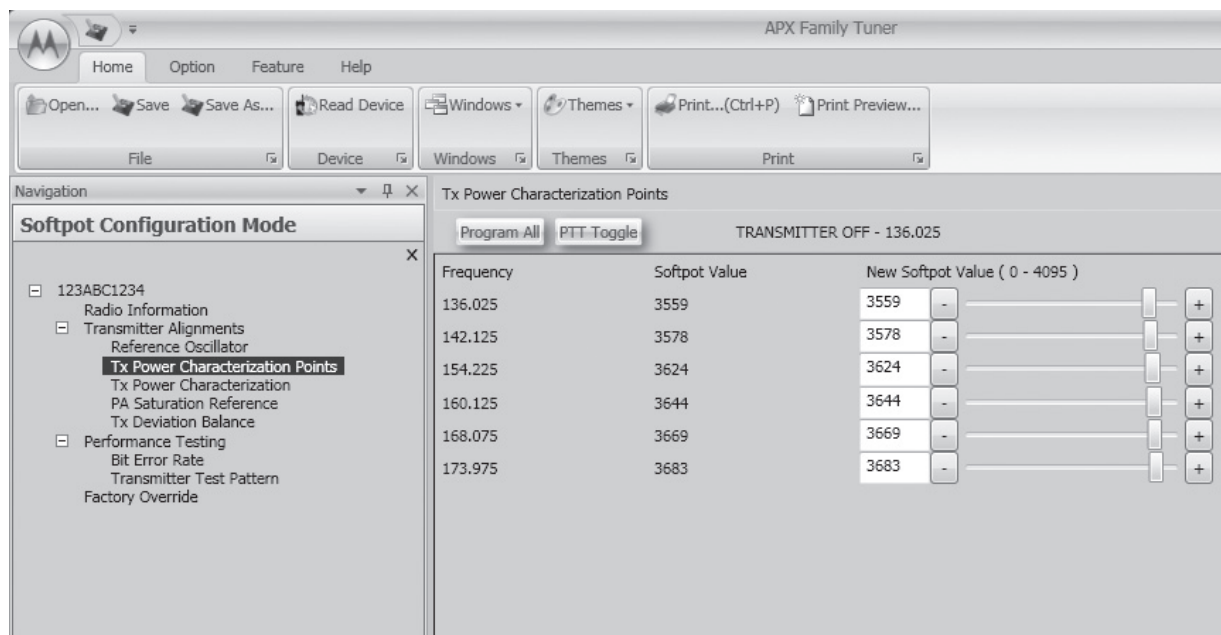 APX Family Tuner
Home Option Feature Help
Open... Save Save As... Read Device Windows Themes Print...(Ctrl+P) Print Preview...
File Device Windows Themes Print
Navigation
Softpot Configuration Mode
123ABC1234
Radio Information
Transmitter Alignments
Reference Oscillator
Tx Power Characterization Points
Tx Power Characterization
PA Saturation Reference
Tx Deviation Balance
Performance Testing
Bit Error Rate
Transmitter Test Pattern
Factory Override
Tx Power Characterization Points
Program All PTT Toggle TRANSMITTER OFF - 136.025
Frequency Softpot Value New Softpot Value ( 0 - 4095 )
136.025 3559 3559 - +
142.125 3578 3578 - +
154.225 3624 3624 - +
160.125 3644 3644 - +
168.075 3669 3669 - +
173.975 3683 3683 - +